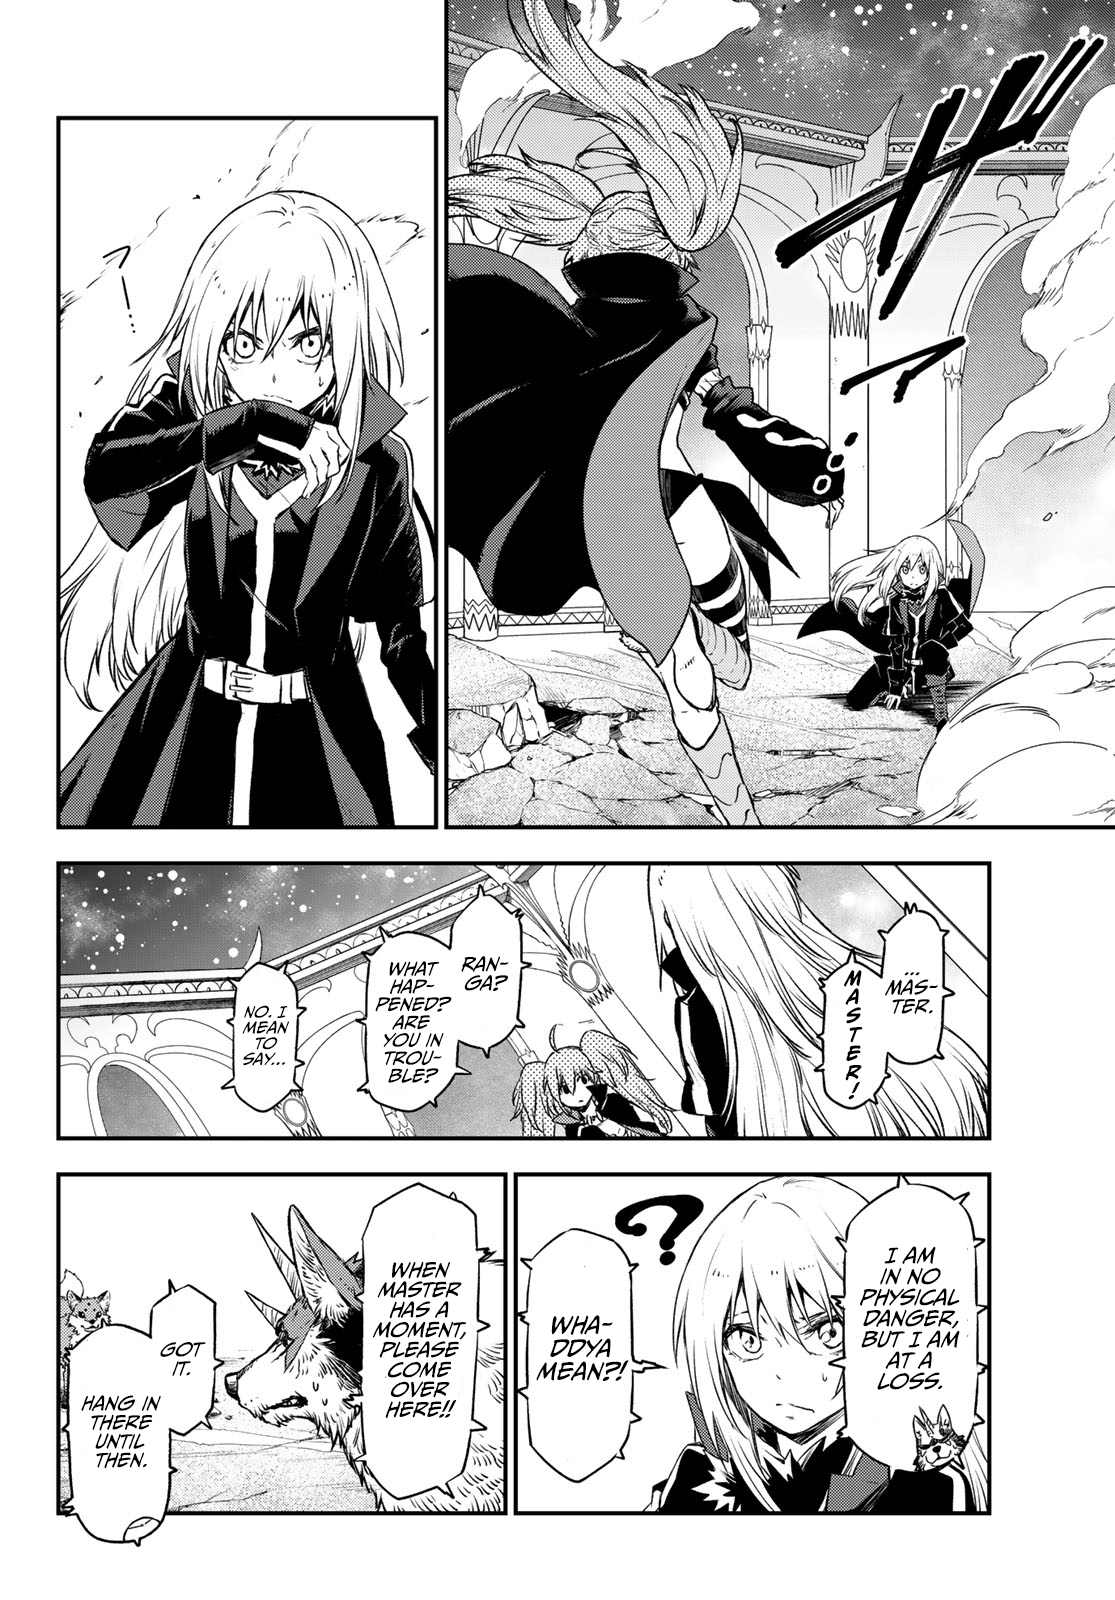 ザ
ッ
...
MAS-
TER.
MASTER!
RAN-
GA?
WHAT
HAP-
PENED?
ARE
YOU IN
TROU-
BLE?
NO. I
MEAN
TO
SAY...
I AM
IN NO
PHYSICAL
DANGER,
BUT I AM
AT A
LOSS.
?
WHA-
DDYA
MEAN?!
WHEN
MASTER
HAS A
MOMENT,
PLEASE
COME
OVER
HERE!!
GOT
IT.
HANG IN
THERE
UNTIL
THEN.